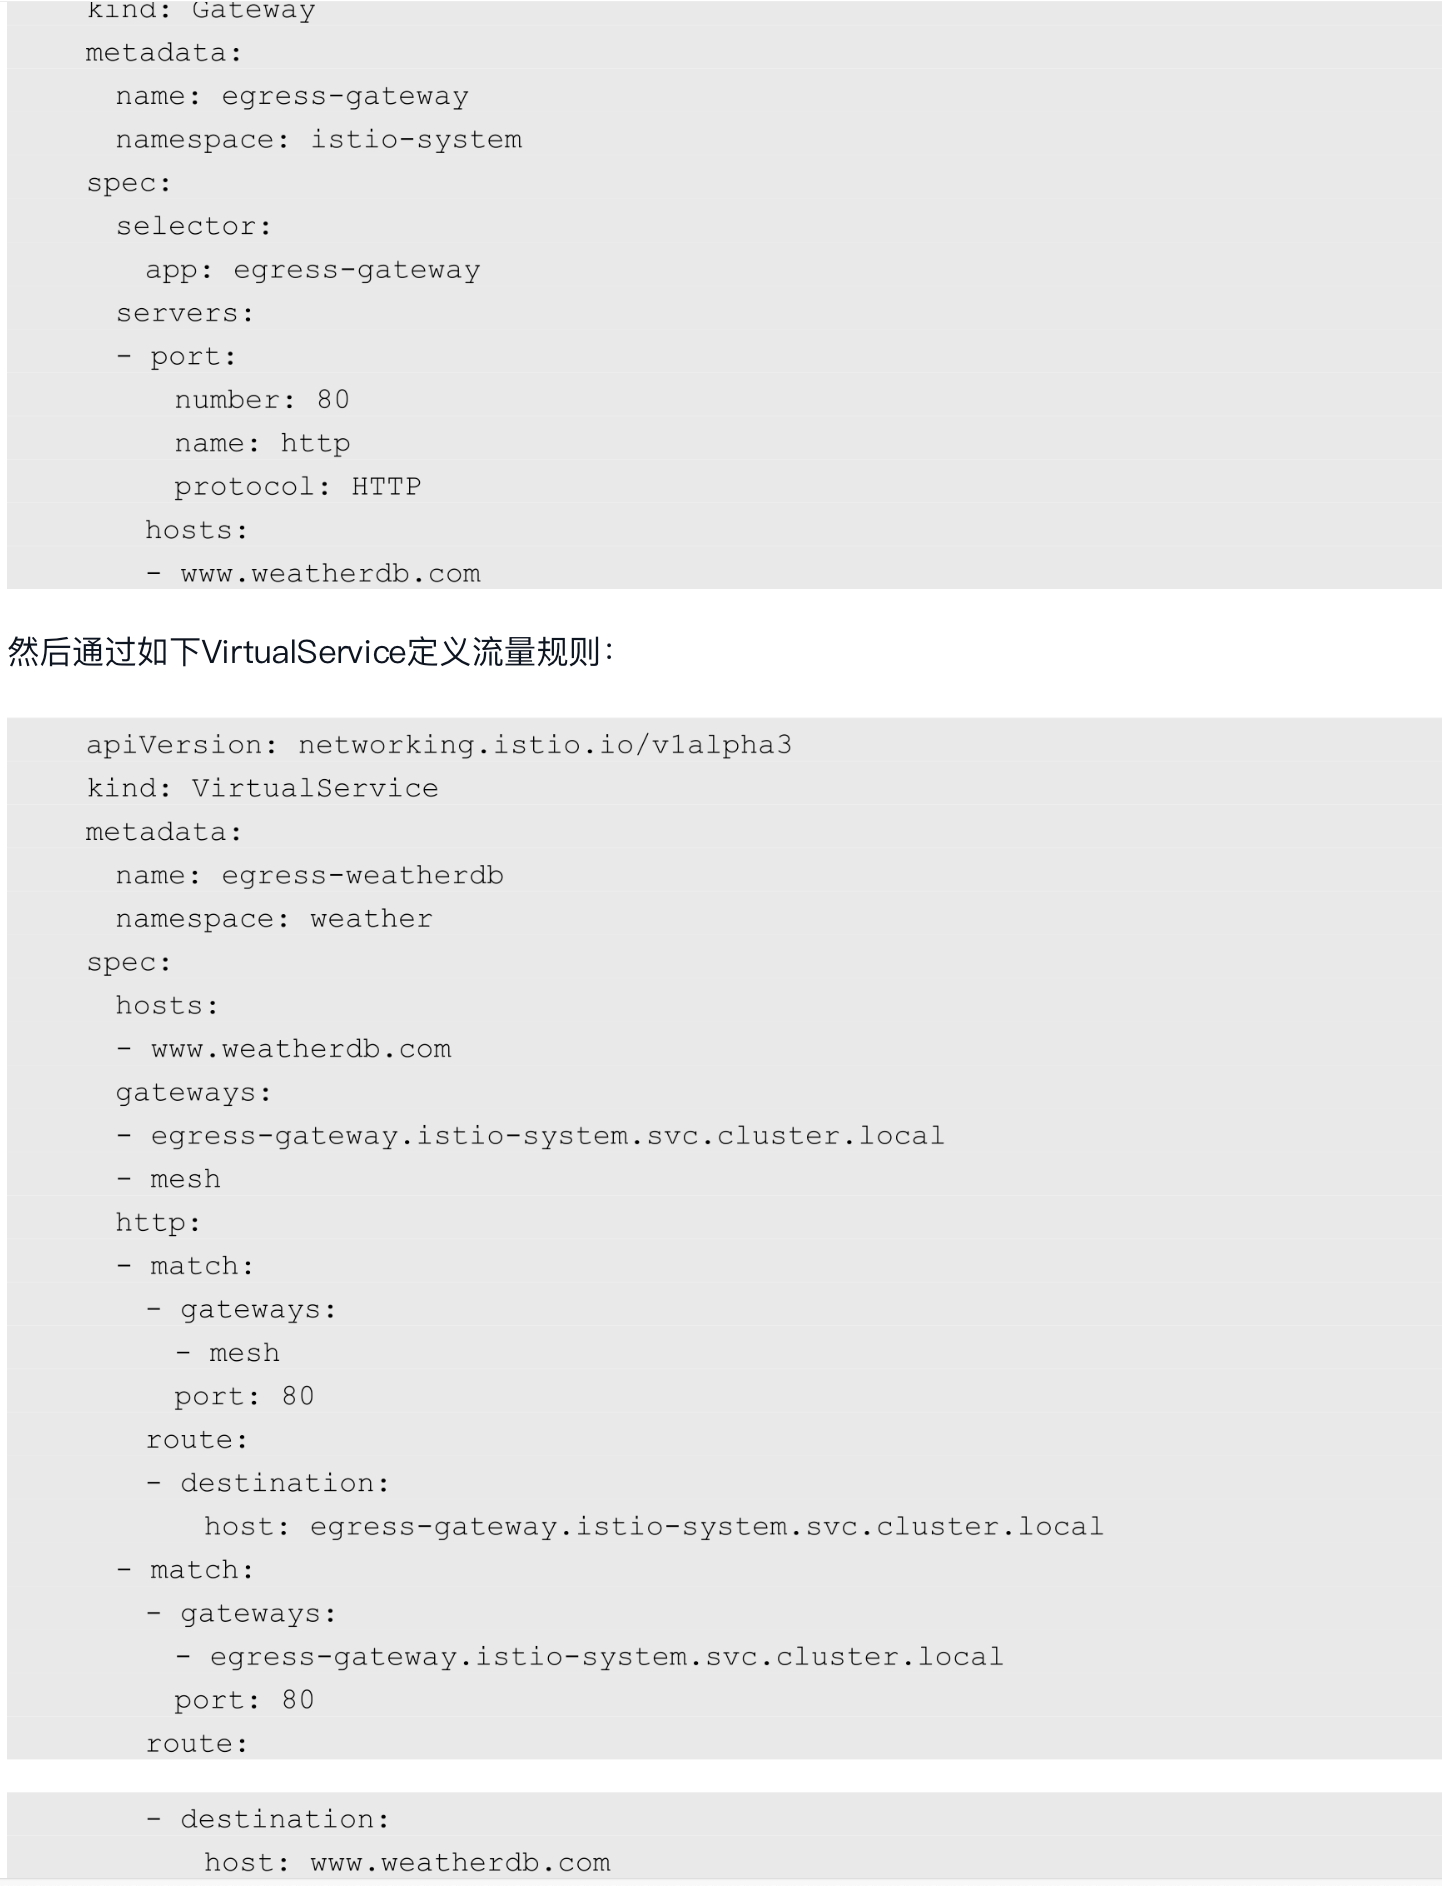 kind: Gateway
metadata:
  name: egress-gateway
  namespace: istio-system
spec:
  selector:
    app: egress-gateway
  servers:
  - port:
      number: 80
      name: http
      protocol: HTTP
    hosts:
    - www.weatherdb.com
然后通过如下VirtualService定义流量规则：
apiVersion: networking.istio.io/v1alpha3
kind: VirtualService
metadata:
  name: egress-weatherdb
  namespace: weather
spec:
  hosts:
  - www.weatherdb.com
  gateways:
  - egress-gateway.istio-system.svc.cluster.local
  - mesh
  http:
  - match:
    - gateways:
      - mesh
      port: 80
    route:
    - destination:
        host: egress-gateway.istio-system.svc.cluster.local
  - match:
    - gateways:
      - egress-gateway.istio-system.svc.cluster.local
      port: 80
    route:
    - destination:
        host: www.weatherdb.com